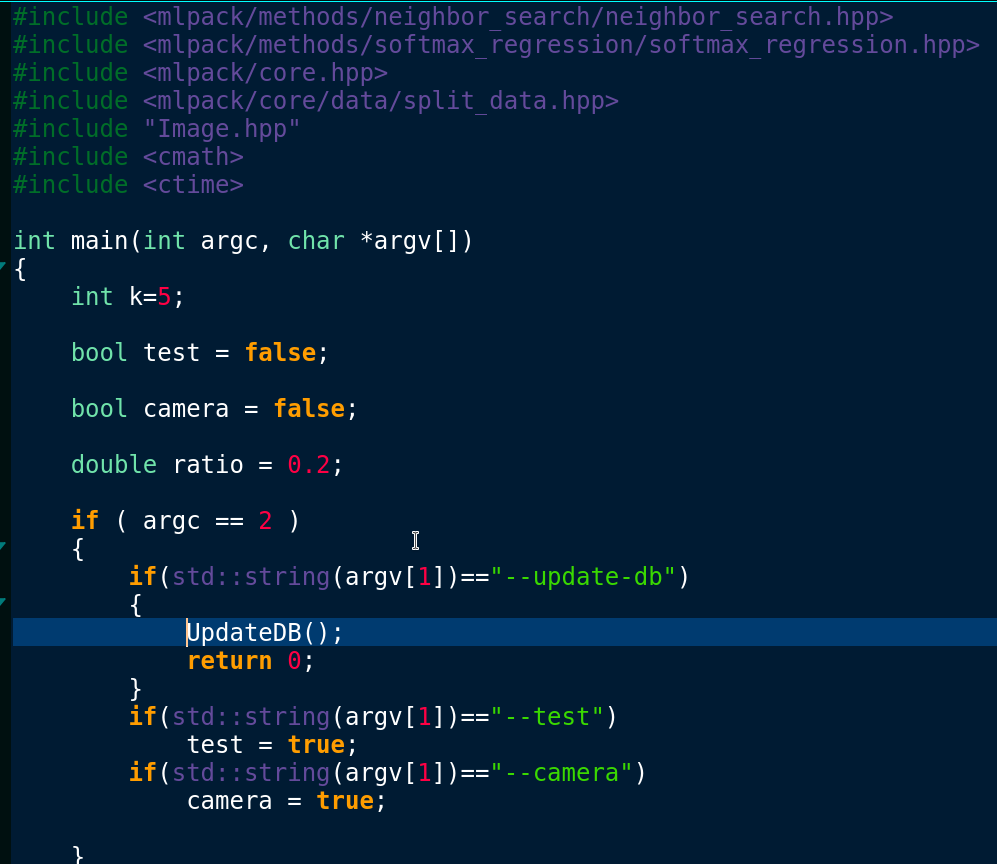 #include <mlpack/methods/neighbor_search/neighbor_search.hpp>
#include <mlpack/methods/softmax_regression/softmax_regression.hpp>
#include <mlpack/core.hpp>
#include <mlpack/core/data/split_data.hpp>
#include "Image.hpp"
#include <cmath>
#include <ctime>

int main(int argc, char *argv[])
{
    int k=5;

    bool test = false;

    bool camera = false;

    double ratio = 0.2;

    if ( argc == 2 )
    {
        if(std::string(argv[1])=="--update-db")
        {
            UpdateDB();
            return 0;
        }
        if(std::string(argv[1])=="--test")
            test = true;
        if(std::string(argv[1])=="--camera")
            camera = true;

    }